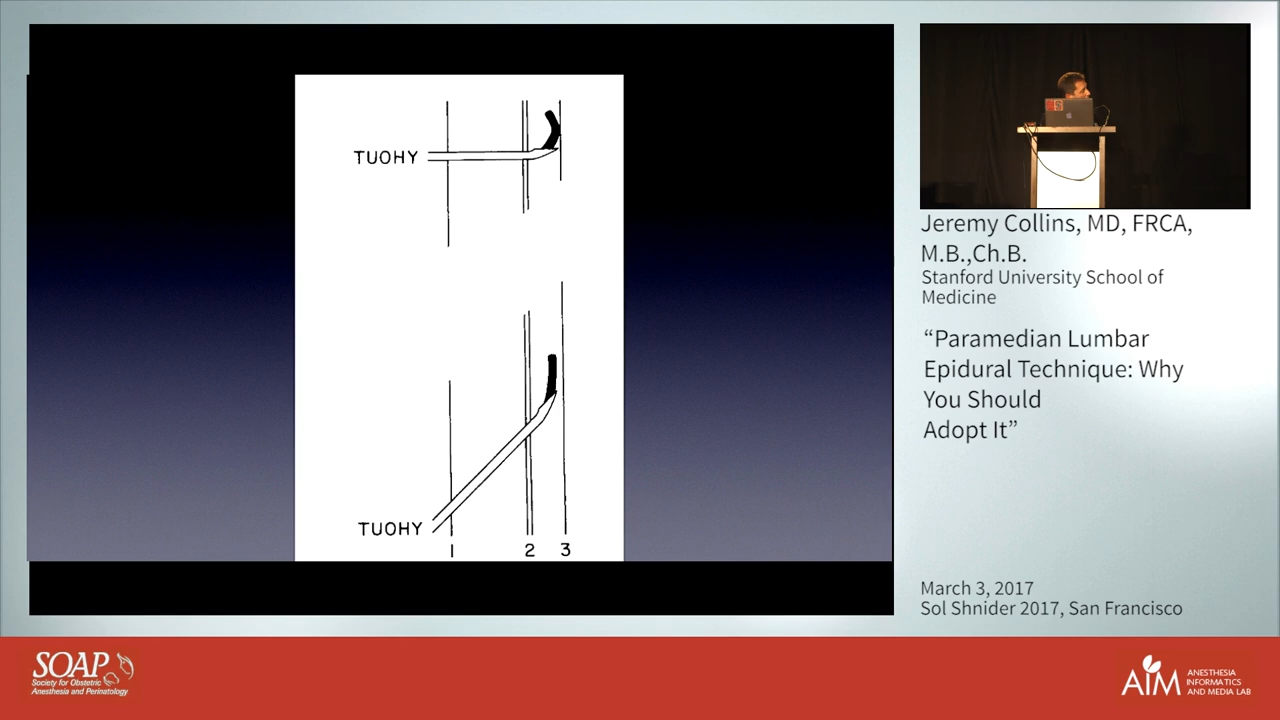 TUOHY
TUOHY
1 2 3
Jeremy Collins, MD, FRCA,
M.B.,Ch.B.
Stanford University School of
Medicine
“Paramedian Lumbar
Epidural Technique: Why
You Should
Adopt It”
March 3, 2017
Sol Shnider 2017, San Francisco
SOAP
Society for Obstetric
Anesthesia and Perinatology
AIM
ANESTHESIA
INFORMATICS
AND MEDIA LAB